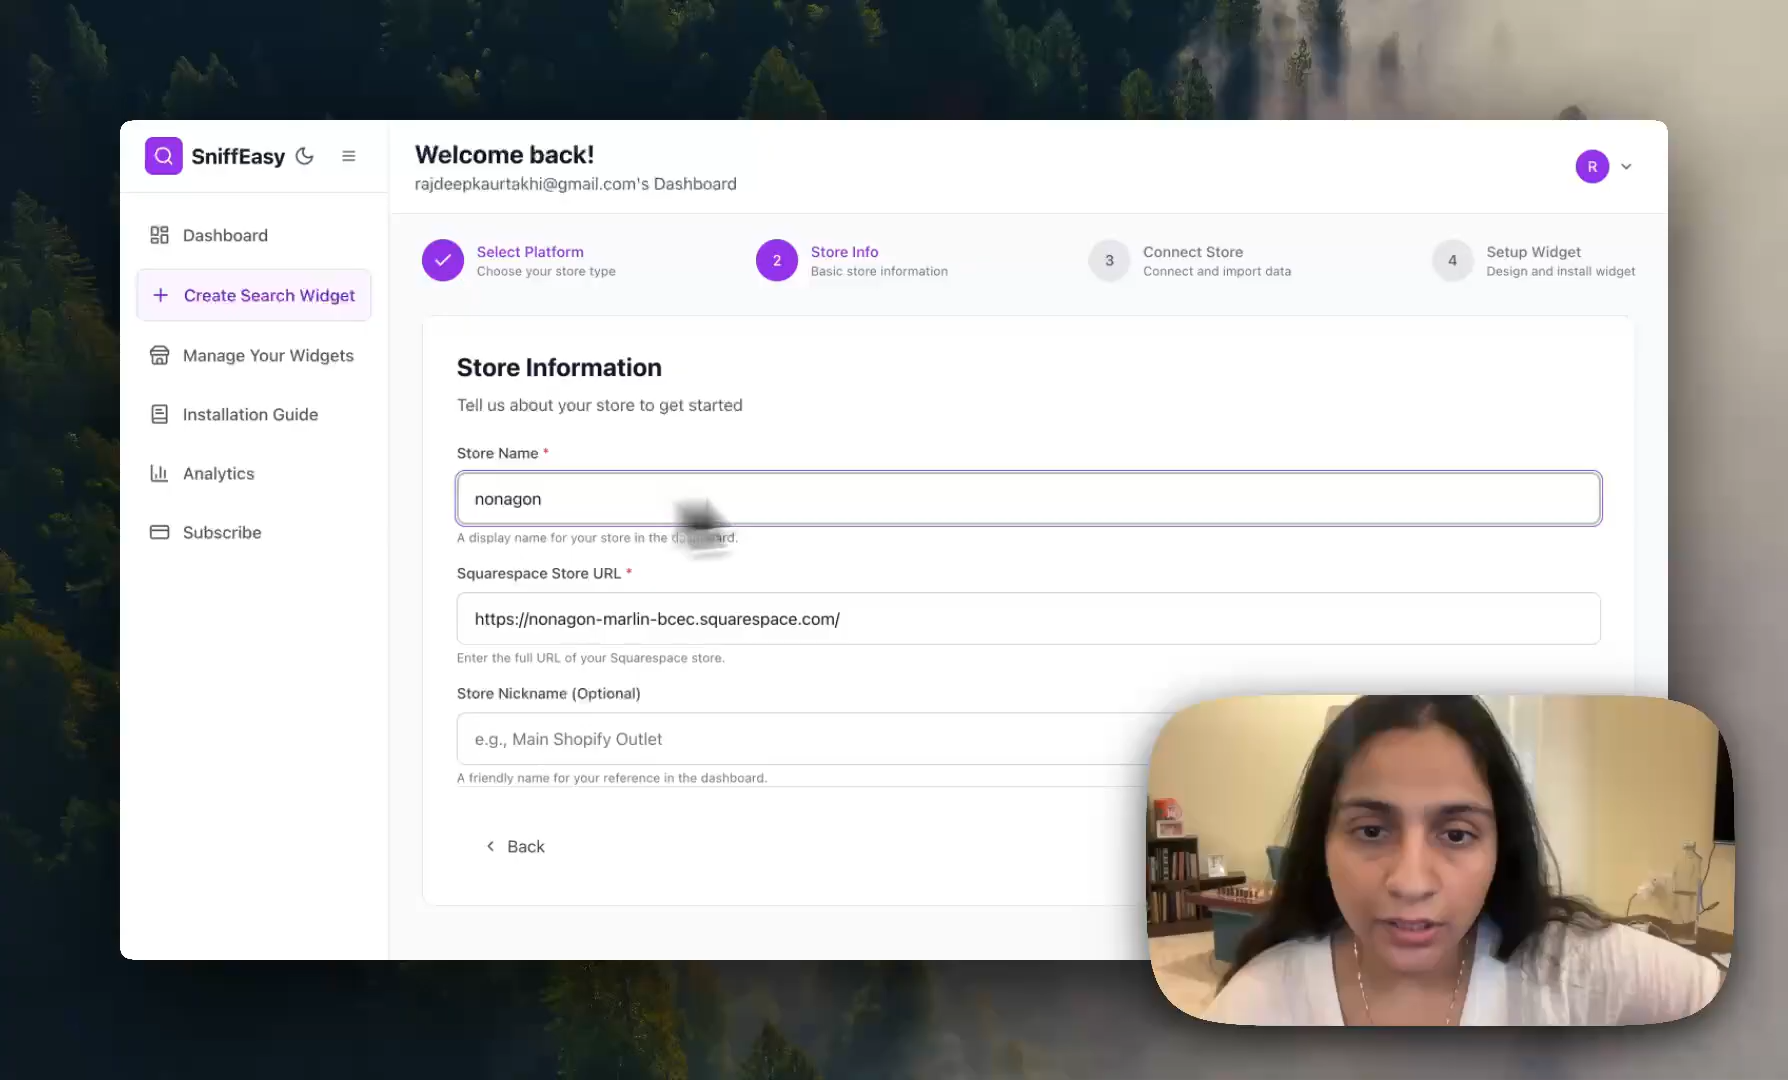 SniffEasy
Welcome back!
rajdeepkaurtakhi@gmail.com's Dashboard
R
Dashboard
Create Search Widget
Manage Your Widgets
Installation Guide
Analytics
Subscribe
Select Platform
Choose your store type
2
Store Info
Basic store information
3
Connect Store
Connect and import data
4
Setup Widget
Design and install widget
Store Information
Tell us about your store to get started
Store Name *
nonagon
A display name for your store in the dashboard.
Squarespace Store URL *
https://nonagon-marlin-bcec.squarespace.com/
Enter the full URL of your Squarespace store.
Store Nickname (Optional)
e.g., Main Shopify Outlet
A friendly name for your reference in the dashboard.
Back